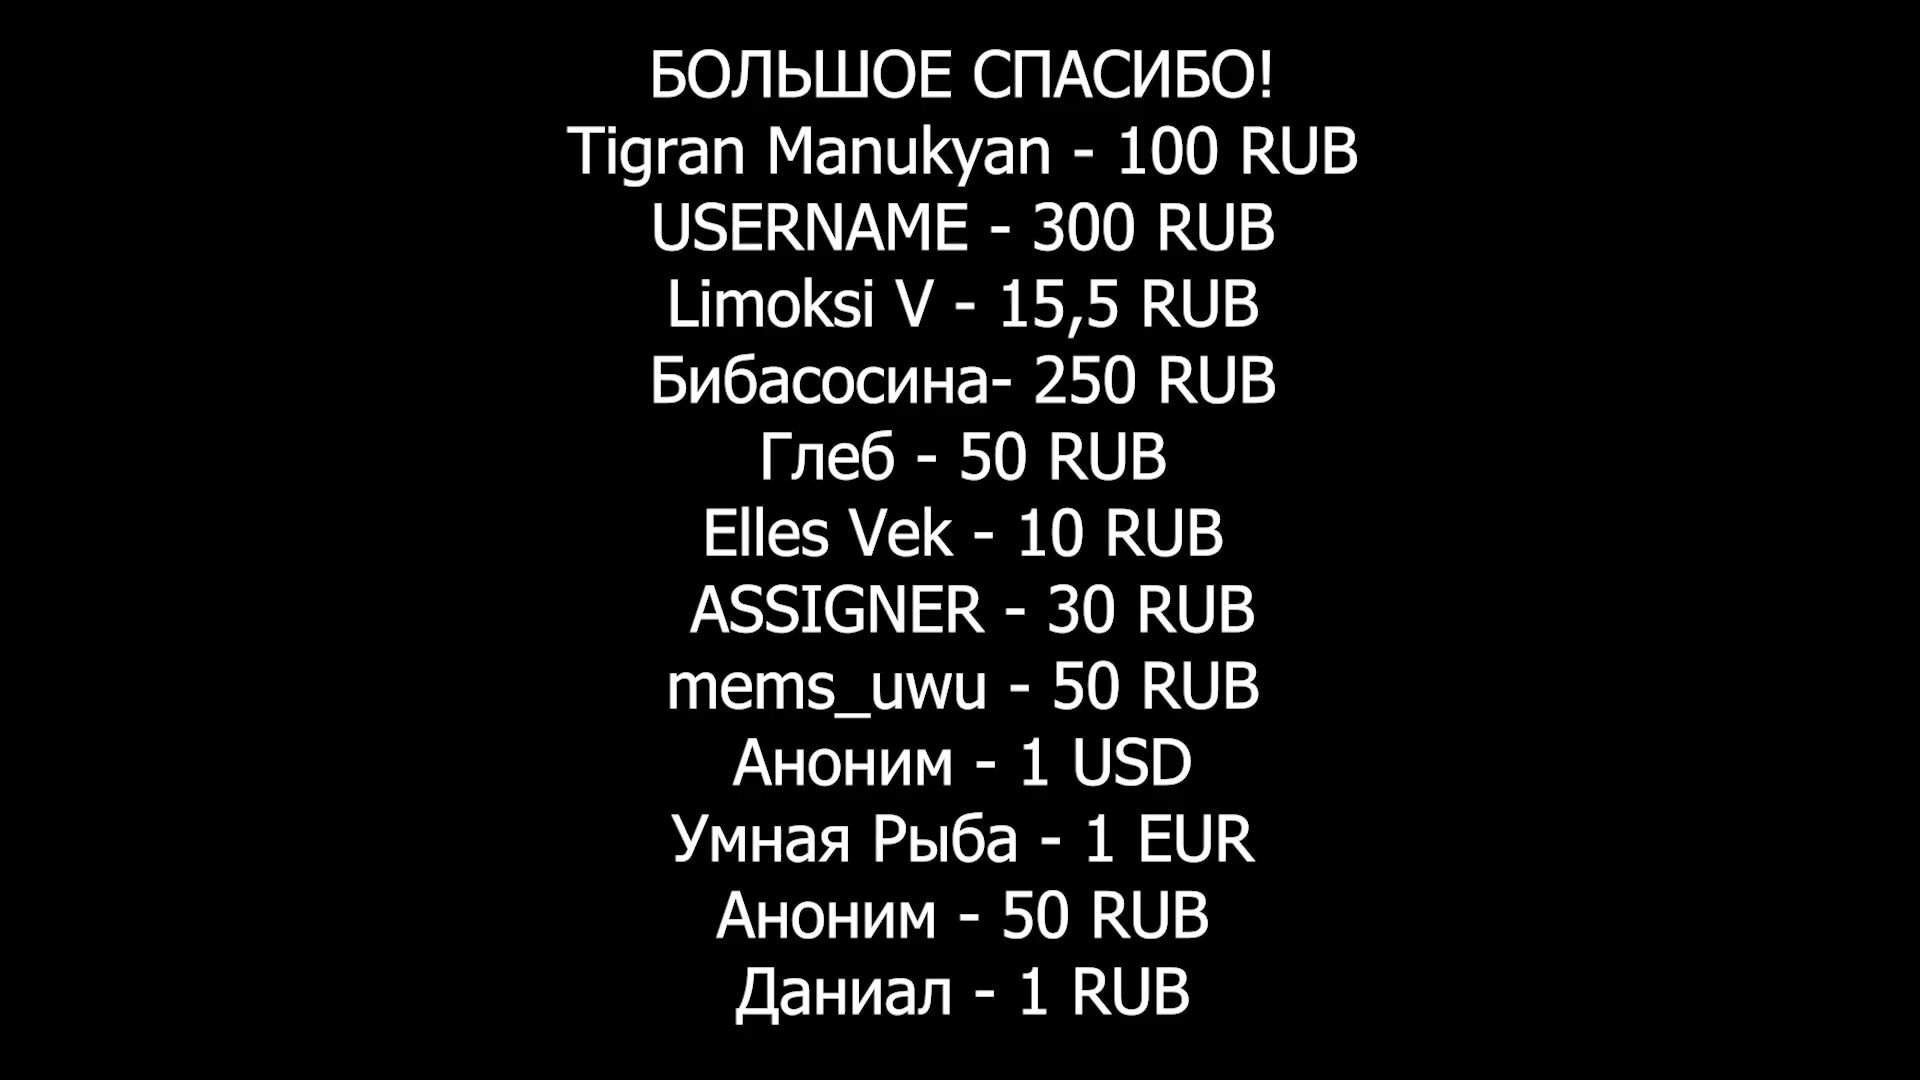 БОЛЬШОЕ СПАСИБО!
Tigran Manukyan - 100 RUB
USERNAME - 300 RUB
Limoksi V - 15,5 RUB
Бибасосина- 250 RUB
Глеб - 50 RUB
Elles Vek - 10 RUB
ASSIGNER - 30 RUB
mems_uwu - 50 RUB
Аноним - 1 USD
Умная Рыба - 1 EUR
Аноним - 50 RUB
Даниал - 1 RUB